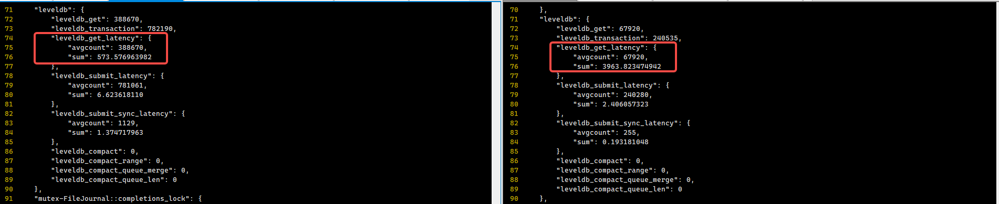 71 "leveldb": {
72 "leveldb_get": 388670,
73 "leveldb_transaction": 782190,
74 "leveldb_get_latency": {
75 "avgcount": 388670,
76 "sum": 573.576963982
77 },
78 "leveldb_submit_latency": {
79 "avgcount": 781061,
80 "sum": 6.623618110
81 },
82 "leveldb_submit_sync_latency": {
83 "avgcount": 1129,
84 "sum": 1.374717963
85 },
86 "leveldb_compact": 0,
87 "leveldb_compact_range": 0,
88 "leveldb_compact_queue_merge": 0,
89 "leveldb_compact_queue_len": 0
90 },
91 "mutex-FileJournal::completions_lock": {
70 },
71 "leveldb": {
72 "leveldb_get": 67920,
73 "leveldb_transaction": 240535,
74 "leveldb_get_latency": {
75 "avgcount": 67920,
76 "sum": 3963.823474942
77 },
78 "leveldb_submit_latency": {
79 "avgcount": 240280,
80 "sum": 2.406057323
81 },
82 "leveldb_submit_sync_latency": {
83 "avgcount": 255,
84 "sum": 0.193181048
85 },
86 "leveldb_compact": 0,
87 "leveldb_compact_range": 0,
88 "leveldb_compact_queue_merge": 0,
89 "leveldb_compact_queue_len": 0
90 },